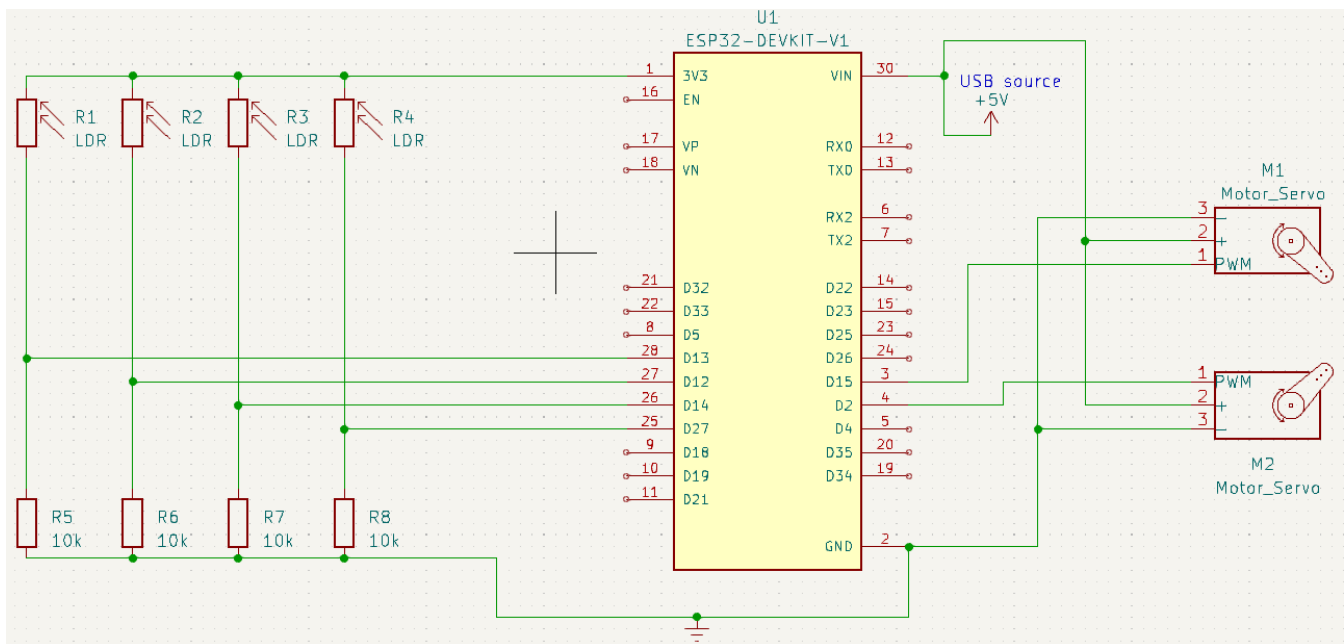 U1
ESP32-DEVKIT-V1
1 3V3 VIN 30
16 EN
USB source
+5V
R1
LDR
R2
LDR
R3
LDR
R4
LDR
17 VP RX0 12
18 VN TX0 13
M1
Motor_Servo
RX2 6
TX2 7
3 -
2 +
1 PWM
21 D32 D22 14
22 D33 D23 15
8 D5 D25 23
28 D13 D26 24
27 D12 D15 3
26 D14 D2 4
25 D27 D4 5
9 D18 D35 20
10 D19 D34 19
11 D21
1 PWM
2 +
3 -
M2
Motor_Servo
R5
10k
R6
10k
R7
10k
R8
10k
GND 2